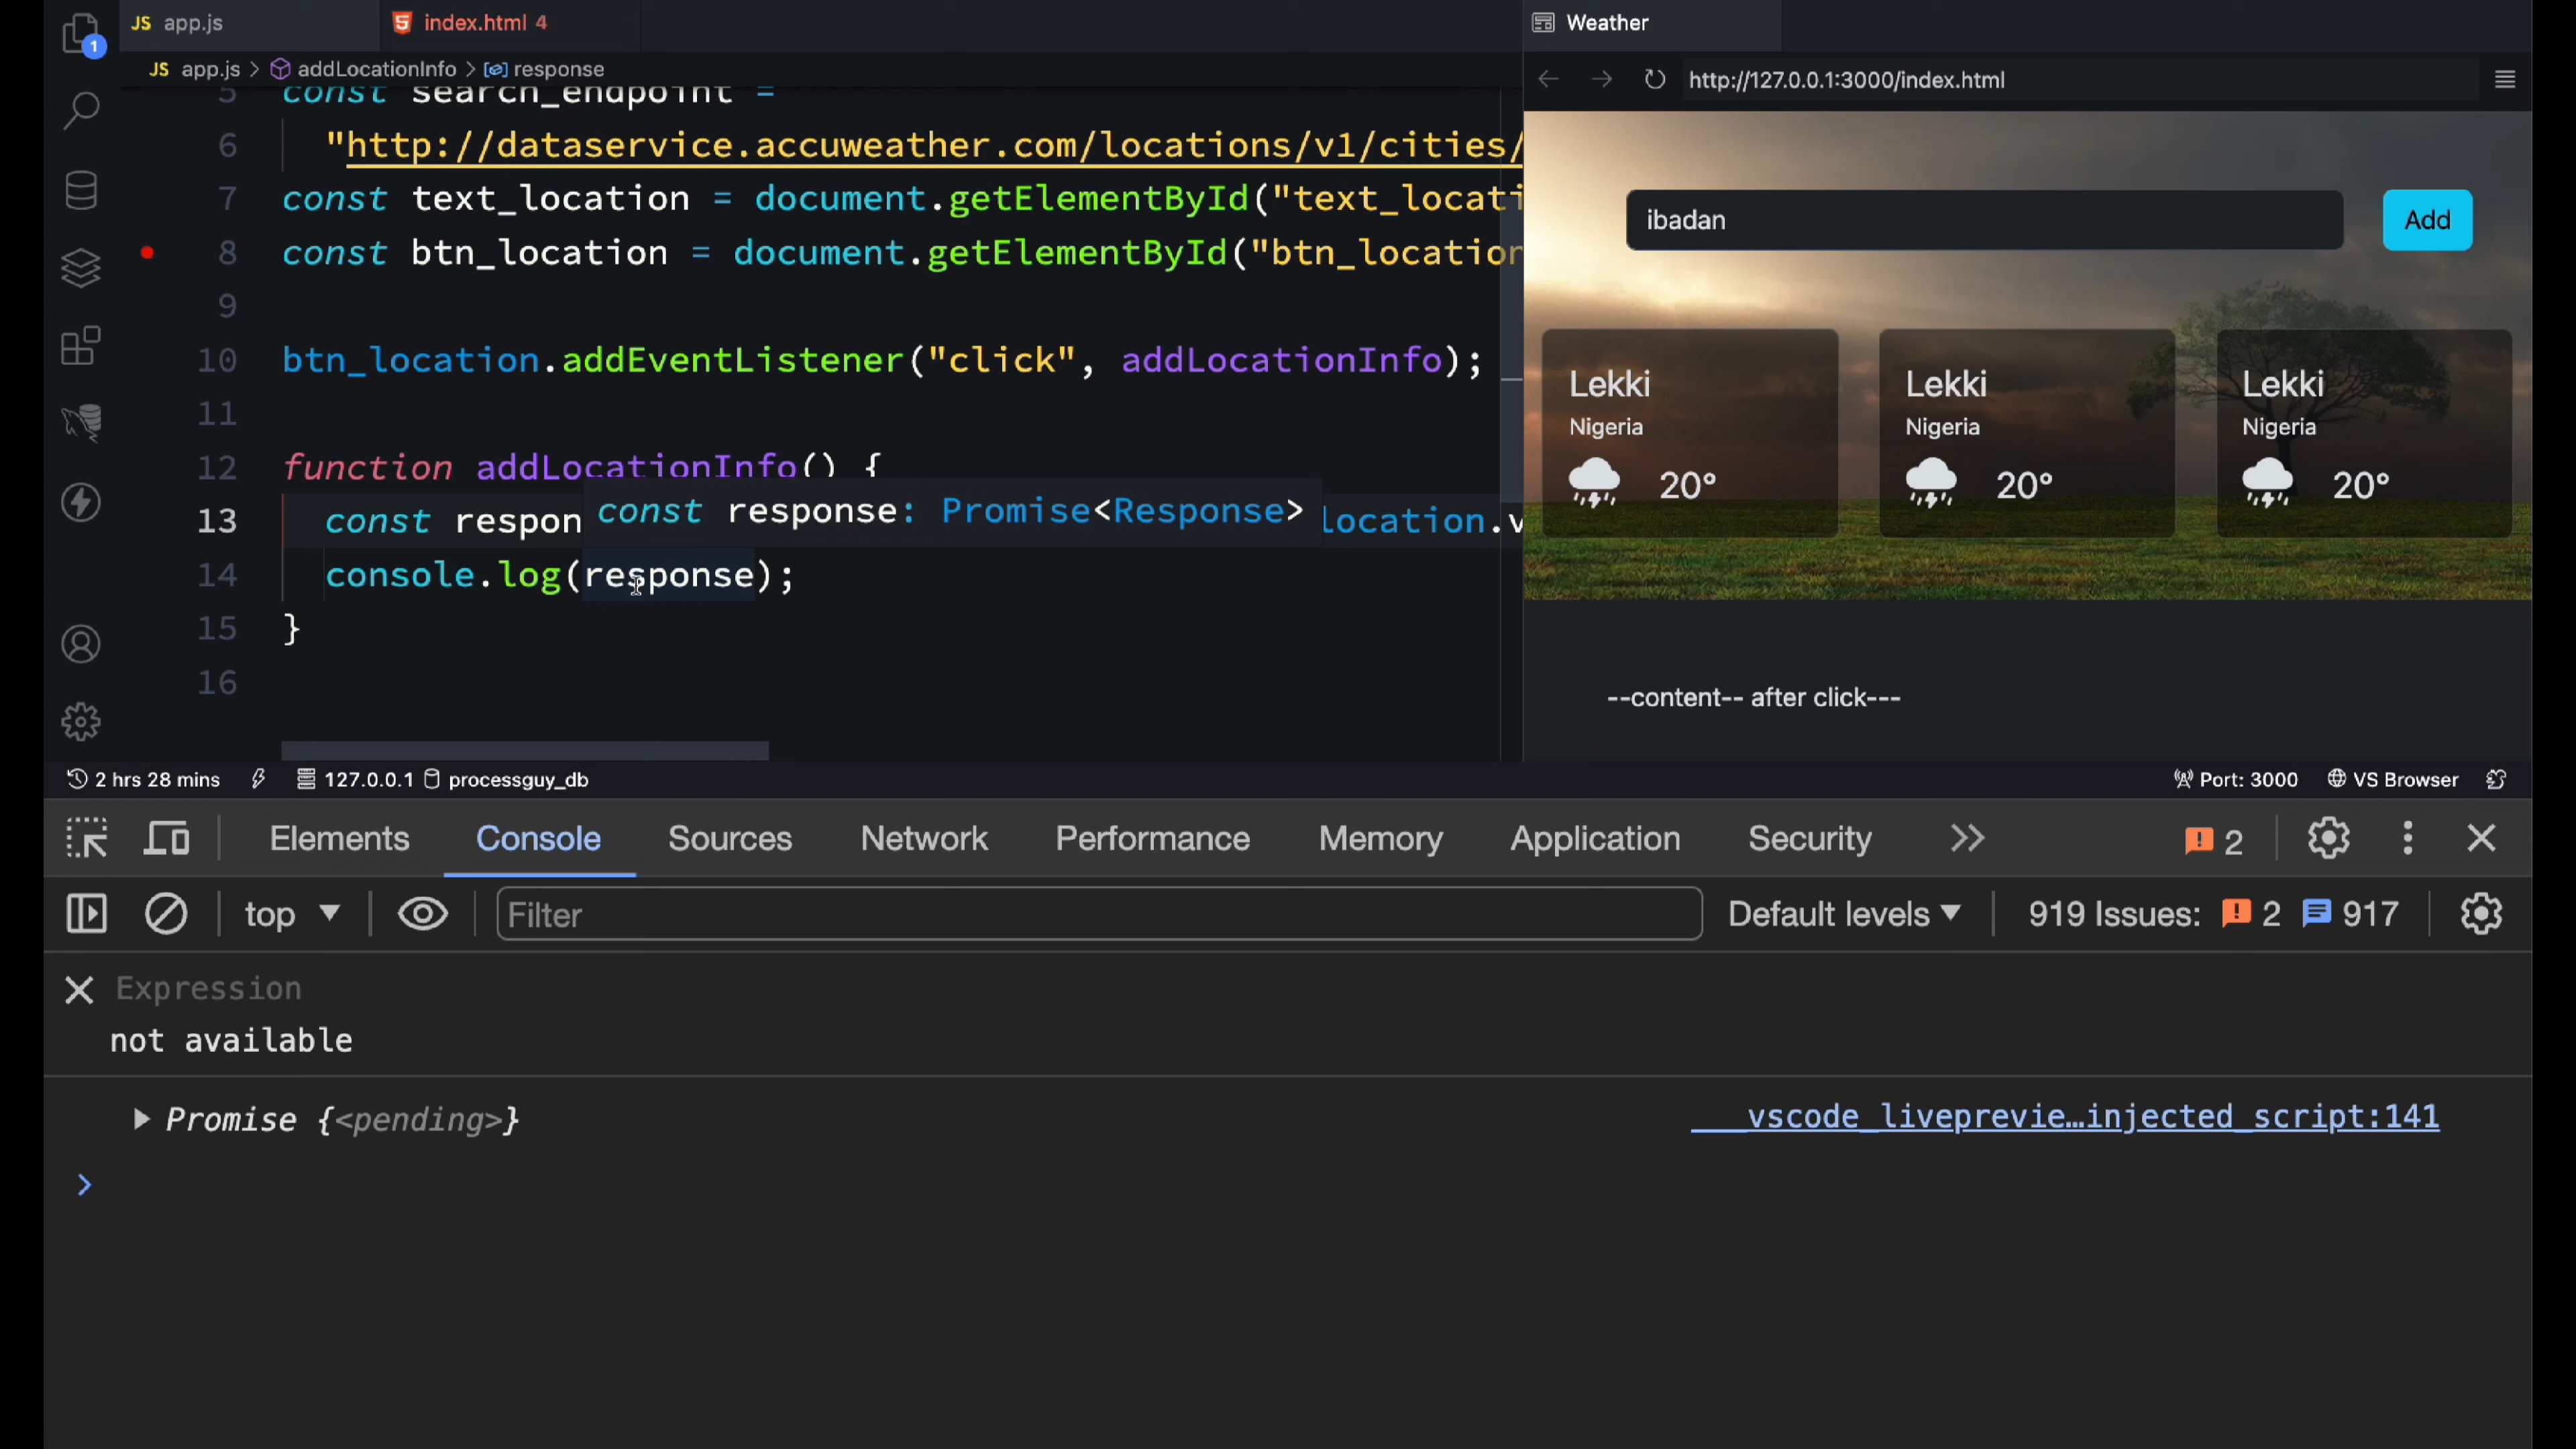 JS app.js
index.html 4
1
JS app.js > addLocationInfo > response
5 const search_endpoint =
6 "http://dataservice.accuweather.com/locations/v1/cities/
7 const text_location = document.getElementById("text_locati
8 const btn_location = document.getElementById("btn_location
9
10 btn_location.addEventListener("click", addLocationInfo);
11
12 function addLocationInfo() {
const response: Promise<Response>
13 const respon location.v
14 console.log(response);
15 }
16
Weather
http://127.0.0.1:3000/index.html
ibadan
Add
Lekki
Nigeria
20°
Lekki
Nigeria
20°
Lekki
Nigeria
20°
--content-- after click---
2 hrs 28 mins 127.0.0.1 processguy_db Port: 3000 VS Browser
Elements Console Sources Network Performance Memory Application Security 2
top Filter Default levels 919 Issues: 2 917
Expression
not available
Promise {<pending>} ___vscode_liveprevie…injected_script:141